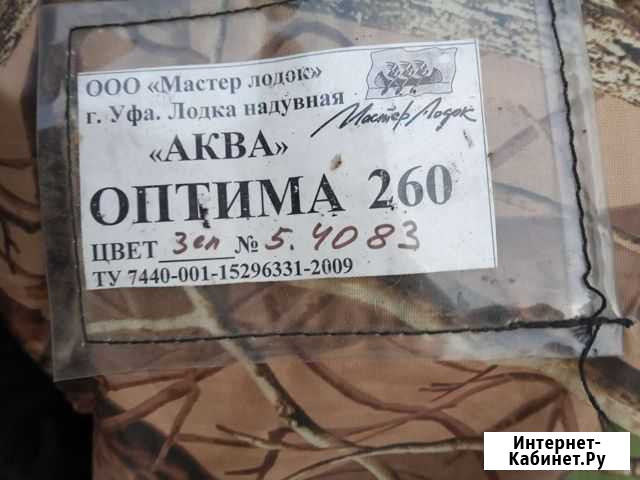 ООО «Мастер лодок»
г. Уфа. Лодка надувная
Мастер Лодок
«АКВА»
ОПТИМА 260
ЦВЕТ Зел № 5.4083
ТУ 7440-001-15296331-2009
Интернет-
Кабинет.Ру